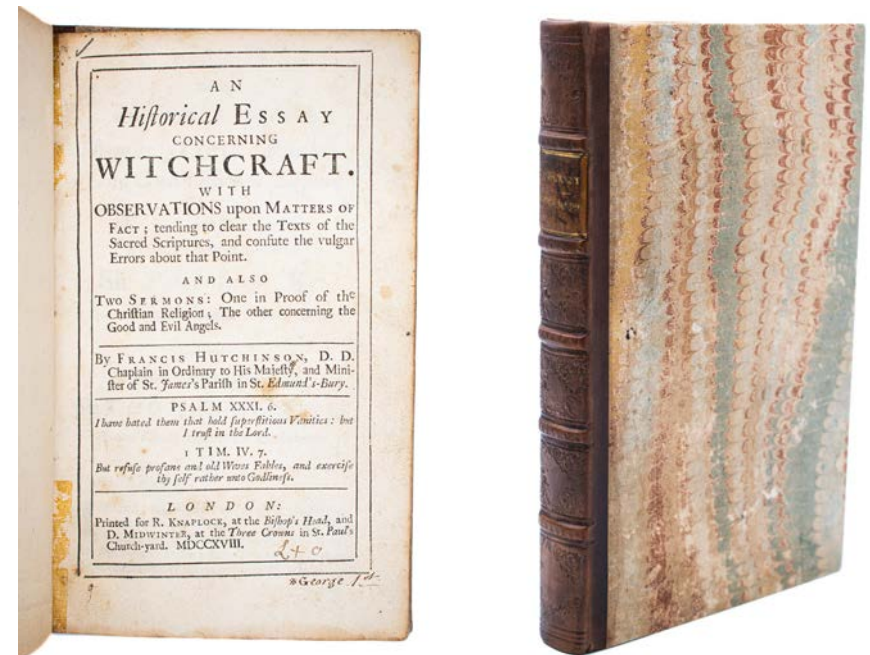 AN
Hiſtorical ESSAY
CONCERNING
WITCHCRAFT.
WITH
OBSERVATIONS upon MATTERS OF
FACT; tending to clear the Texts of the
Sacred Scriptures, and confute the vulgar
Errors about that Point.
AND ALSO
TWO SERMONS: One in Proof of the
Chriſtian Religion; The other concerning the
Good and Evil Angels.
By FRANCIS HUTCHINSON, D. D.
Chaplain in Ordinary to His Majeſty, and Mini-
ſter of St. James's Pariſh in St. Edmund's-Bury.
PSALM XXXI. 6.
I have hated them that hold ſuperſtitious Vanities: but
I truſt in the Lord.
1 TIM. IV. 7.
But refuſe profane and old Wives Fables, and exerciſe
thy ſelf rather unto Godlineſs.
LONDON:
Printed for R. KNAPLOCK, at the Biſhop's Head, and
D. MIDWINTER, at the Three Crowns in St. Paul's
Church-yard. MDCCXVIII.
George 1st